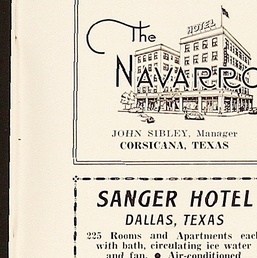 The
HOTEL
NAVARRO
JOHN SIBLEY, Manager
CORSICANA, TEXAS
SANGER HOTEL
DALLAS, TEXAS
225 Rooms and Apartments each
with bath, circulating ice water
and fan. ● Air-conditioned